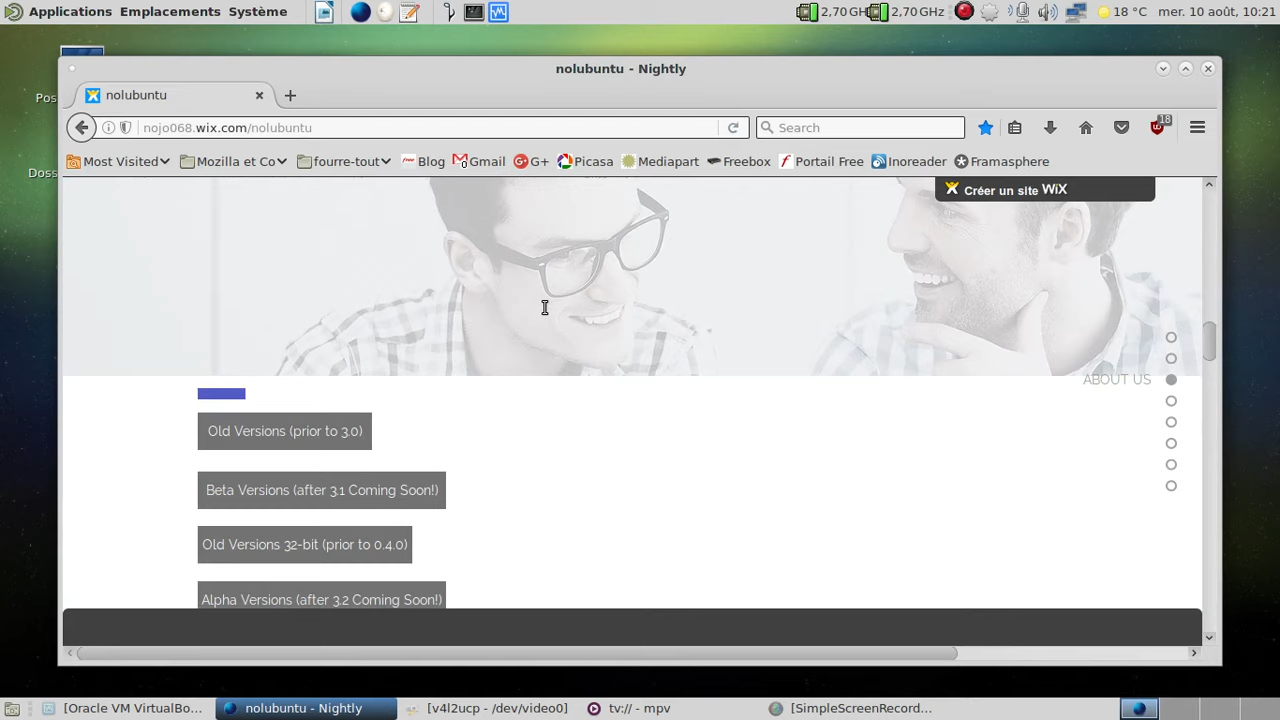 Applications Emplacements Système 2,70 GH 2,70 GHz 18 °C mer. 10 août, 10:21
nolubuntu - Nightly
Pos
nolubuntu
nojo068.wix.com/nolubuntu
Search
18
Most Visited Mozilla et Co fourre-tout Blog Gmail G+ Picasa Mediapart Freebox Portail Free Inoreader Framasphere
Doss
Créer un site WiX
ABOUT US
Old Versions (prior to 3.0)
Beta Versions (after 3.1 Coming Soon!)
Old Versions 32-bit (prior to 0.4.0)
Alpha Versions (after 3.2 Coming Soon!)
[Oracle VM VirtualBo... nolubuntu - Nightly [v4l2ucp - /dev/video0] tv:// - mpv [SimpleScreenRecord...